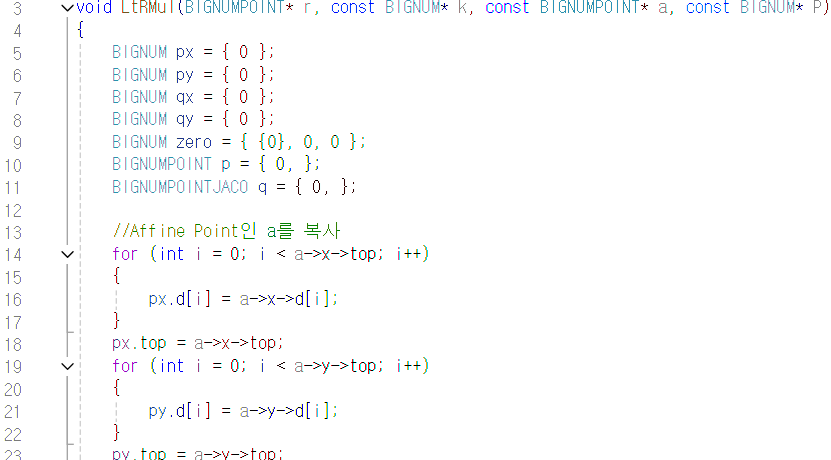 3 void LtRMul(BIGNUMPOINT* r, const BIGNUM* k, const BIGNUMPOINT* a, const BIGNUM* P)
4 {
5 BIGNUM px = { 0 };
6 BIGNUM py = { 0 };
7 BIGNUM qx = { 0 };
8 BIGNUM qy = { 0 };
9 BIGNUM zero = { {0}, 0, 0 };
10 BIGNUMPOINT p = { 0, };
11 BIGNUMPOINTJACO q = { 0, };
12
13 //Affine Point인 a를 복사
14 for (int i = 0; i < a->x->top; i++)
15 {
16 px.d[i] = a->x->d[i];
17 }
18 px.top = a->x->top;
19 for (int i = 0; i < a->y->top; i++)
20 {
21 py.d[i] = a->y->d[i];
22 }
23 py.top = a->y->top;